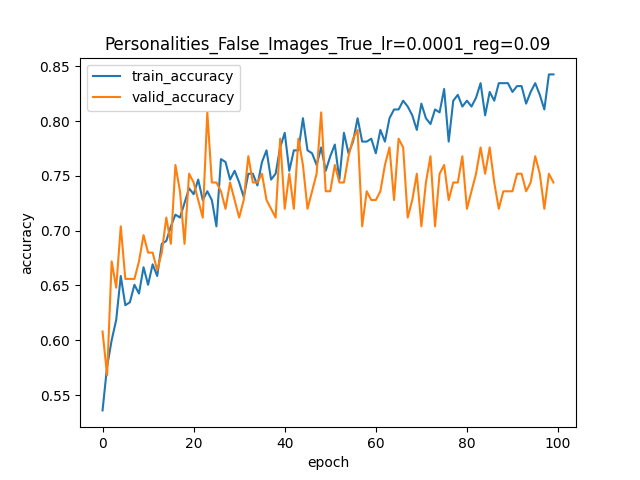 Personalities_False_Images_True_lr=0.0001_reg=0.09
train_accuracy
valid_accuracy
accuracy
0.85
0.80
0.75
0.70
0.65
0.60
0.55
0 20 40 60 80 100
epoch